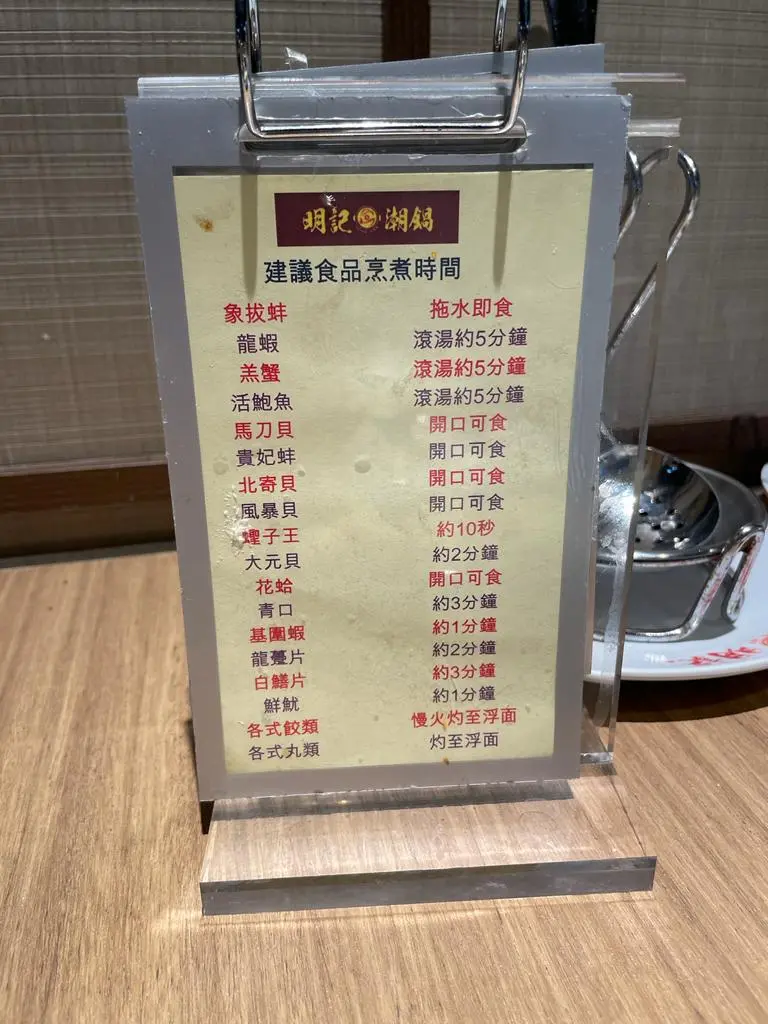 明記 潮鍋
建議食品烹煮時間
象拔蚌 拖水即食
龍蝦 滾湯約5分鐘
羔蟹 滾湯約5分鐘
活鮑魚 滾湯約5分鐘
馬刀貝 開口可食
貴妃蚌 開口可食
北寄貝 開口可食
風暴貝 開口可食
蟶子王 約10秒
大元貝 約2分鐘
花蛤 開口可食
青口 約3分鐘
基圍蝦 約1分鐘
龍躉片 約2分鐘
白鱔片 約3分鐘
鮮魷 約1分鐘
各式餃類 慢火灼至浮面
各式丸類 灼至浮面